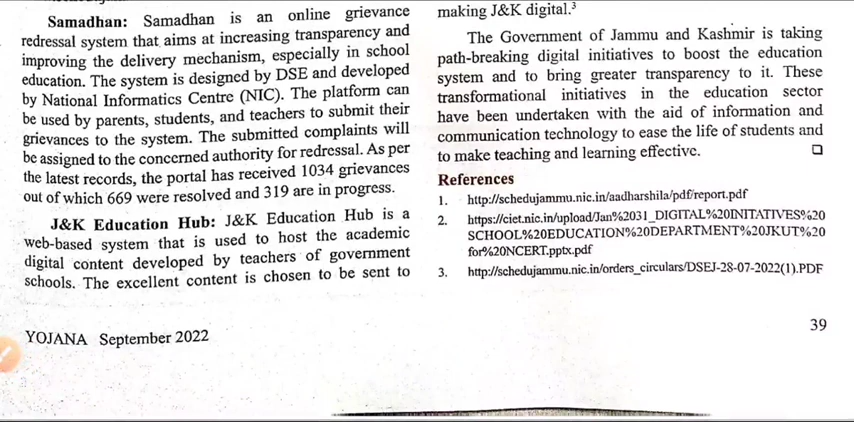 Samadhan: Samadhan is an online grievance
redressal system that aims at increasing transparency and
improving the delivery mechanism, especially in school
education. The system is designed by DSE and developed
by National Informatics Centre (NIC). The platform can
be used by parents, students, and teachers to submit their
grievances to the system. The submitted complaints will
be assigned to the concerned authority for redressal. As per
the latest records, the portal has received 1034 grievances
out of which 669 were resolved and 319 are in progress.
J&K Education Hub: J&K Education Hub is a
web-based system that is used to host the academic
digital content developed by teachers of government
schools. The excellent content is chosen to be sent to
making J&K digital.³
The Government of Jammu and Kashmir is taking
path-breaking digital initiatives to boost the education
system and to bring greater transparency to it. These
transformational initiatives in the education sector
have been undertaken with the aid of information and
communication technology to ease the life of students and
to make teaching and learning effective.
References
1. http://schedujammu.nic.in/aadharshila/pdf/report.pdf
2. https://ciet.nic.in/upload/Jan%2031_DIGITAL%20INITATIVES%20
SCHOOL%20EDUCATION%20DEPARTMENT%20JKUT%20
for%20NCERT.pptx.pdf
3. http://schedujammu.nic.in/orders_circulars/DSEJ-28-07-2022(1).PDF
YOJANA September 2022
39